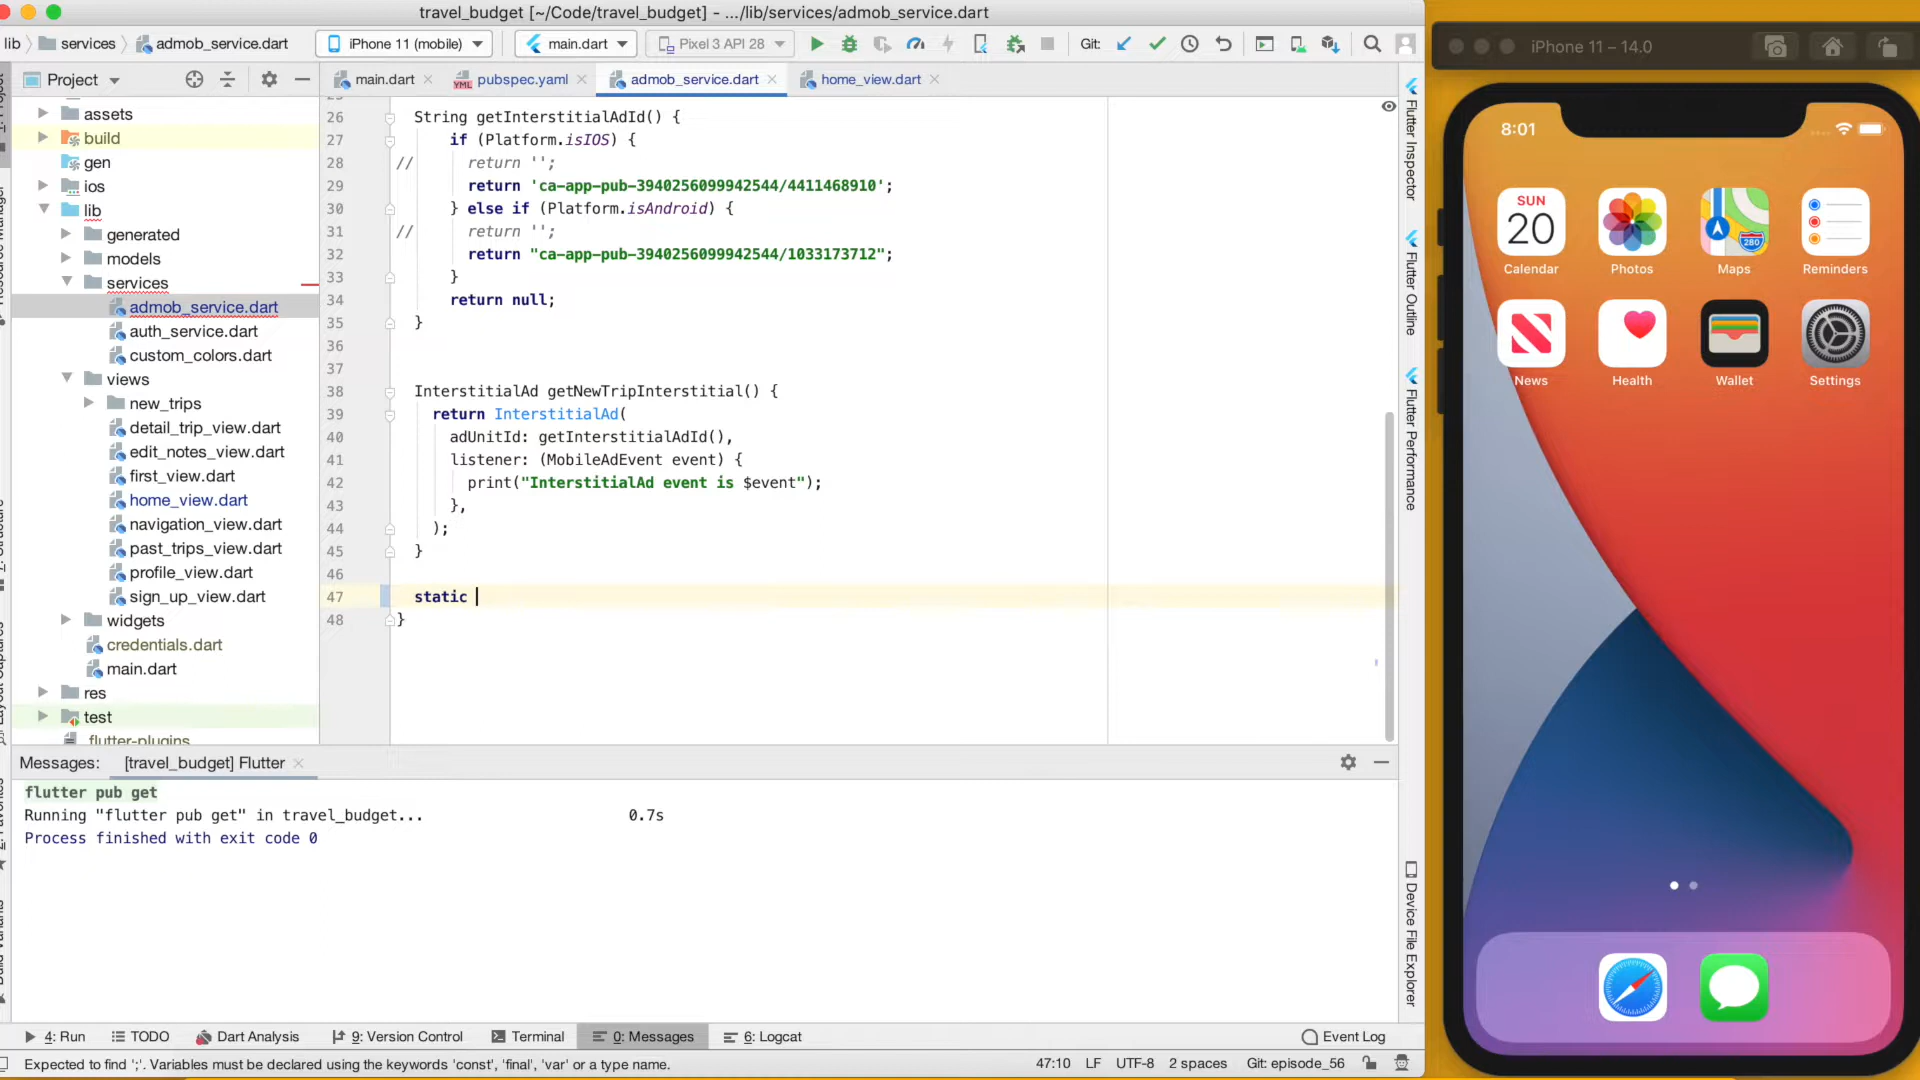 travel_budget [~/Code/travel_budget] - .../lib/services/admob_service.dart
lib services admob_service.dart iPhone 11 (mobile) main.dart Pixel 3 API 28 Git:
Project main.dart pubspec.yaml admob_service.dart home_view.dart
assets
build
gen
ios
lib
generated
models
services
admob_service.dart
auth_service.dart
custom_colors.dart
views
new_trips
detail_trip_view.dart
edit_notes_view.dart
first_view.dart
home_view.dart
navigation_view.dart
past_trips_view.dart
profile_view.dart
sign_up_view.dart
widgets
credentials.dart
main.dart
res
test
flutter-plugins
26 String getInterstitialAdId() {
27 if (Platform.isIOS) {
28 // return '';
29 return 'ca-app-pub-3940256099942544/4411468910';
30 } else if (Platform.isAndroid) {
31 // return '';
32 return "ca-app-pub-3940256099942544/1033173712";
33 }
34 return null;
35 }
36
37
38 InterstitialAd getNewTripInterstitial() {
39 return InterstitialAd(
40 adUnitId: getInterstitialAdId(),
41 listener: (MobileAdEvent event) {
42 print("InterstitialAd event is $event");
43 },
44 );
45 }
46
47 static
48 }
Flutter Inspector
Flutter Outline
Flutter Performance
Device File Explorer
Messages: [travel_budget] Flutter
flutter pub get
Running "flutter pub get" in travel_budget... 0.7s
Process finished with exit code 0
4: Run TODO Dart Analysis 9: Version Control Terminal 0: Messages 6: Logcat Event Log
Expected to find ';'. Variables must be declared using the keywords 'const', 'final', 'var' or a type name. 47:10 LF UTF-8 2 spaces Git: episode_56
iPhone 11 – 14.0
8:01
SUN
20
280
Calendar Photos Maps Reminders
News Health Wallet Settings